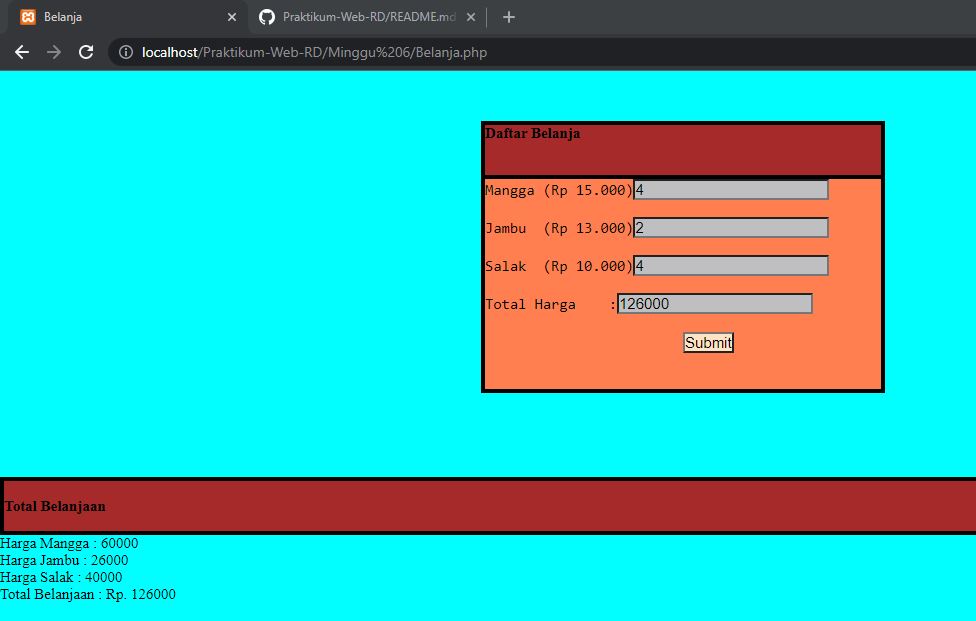 Belanja
Praktikum-Web-RD/README.md
localhost/Praktikum-Web-RD/Minggu%206/Belanja.php
Daftar Belanja
Mangga (Rp 15.000) 4
Jambu (Rp 13.000) 2
Salak (Rp 10.000) 4
Total Harga : 126000
Submit
Total Belanjaan
Harga Mangga : 60000
Harga Jambu : 26000
Harga Salak : 40000
Total Belanjaan : Rp. 126000